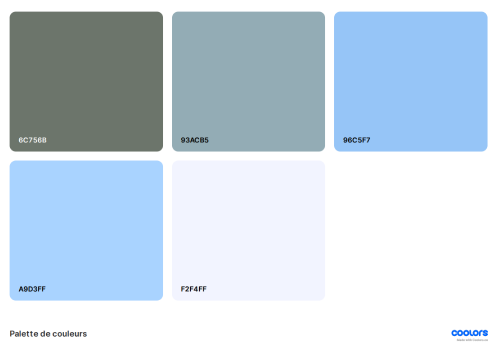 6C756B
93ACB5
96C5F7
A9D3FF
F2F4FF
Palette de couleurs
coolors